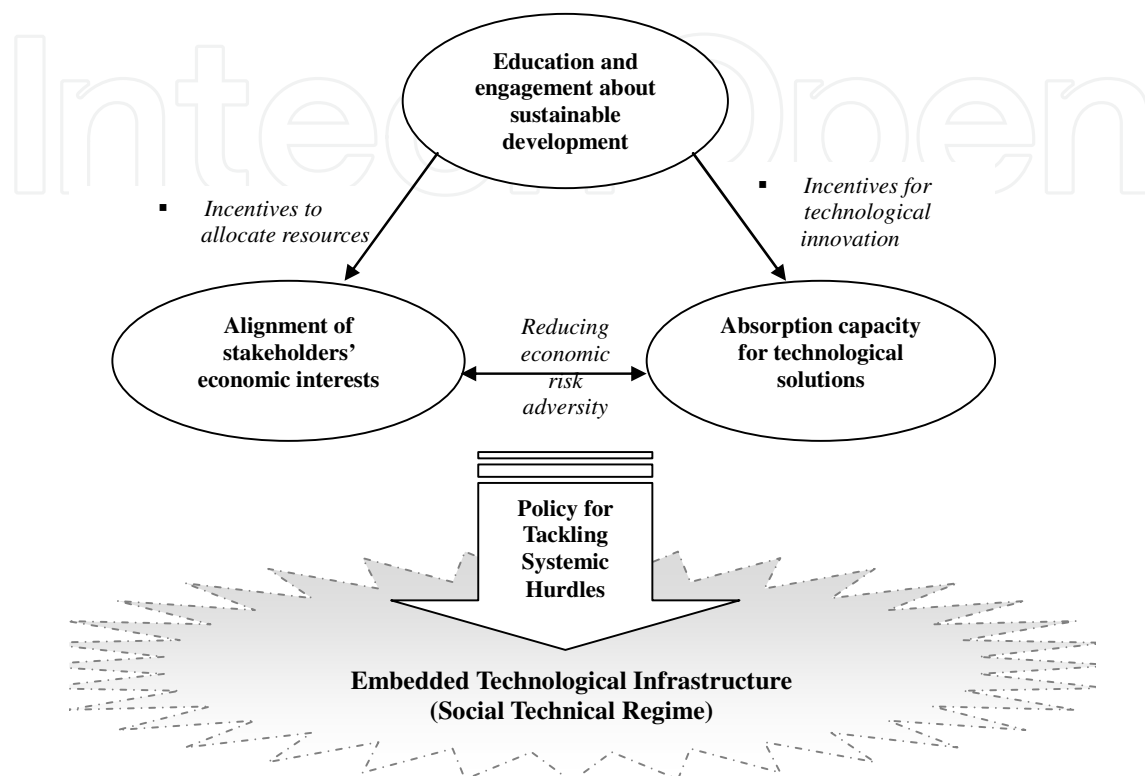 IntechOpen
Education and
engagement about
sustainable
development
▪ Incentives to
allocate resources
▪ Incentives for
technological
innovation
Alignment of
stakeholders’
economic interests
Reducing
economic
risk
adversity
Absorption capacity
for technological
solutions
Policy for
Tackling
Systemic
Hurdles
Embedded Technological Infrastructure
(Social Technical Regime)